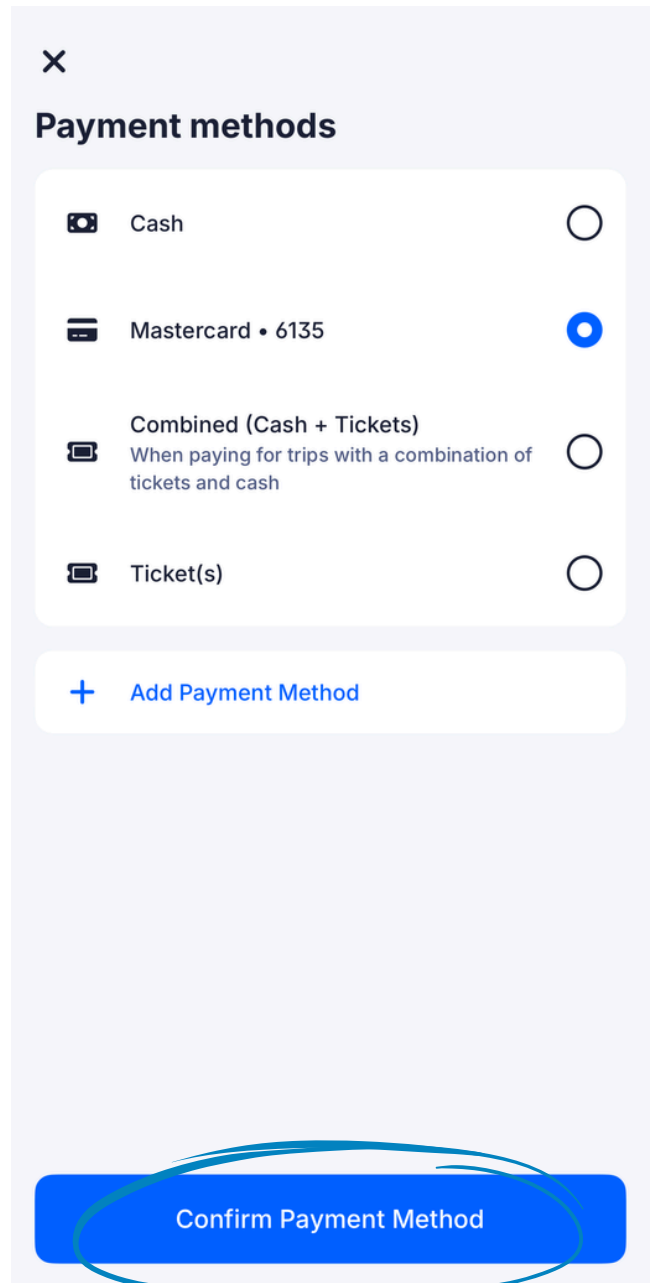 Payment methods
Cash
Mastercard • 6135
Combined (Cash + Tickets)
When paying for trips with a combination of
tickets and cash
Ticket(s)
Add Payment Method
Confirm Payment Method